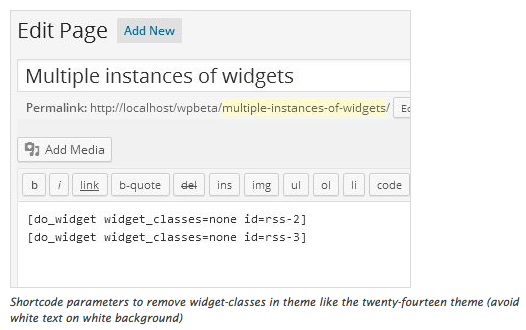 Edit Page Add New
Multiple instances of widgets
Permalink: http://localhost/wpbeta/multiple-instances-of-widgets/
Add Media
b i link b-quote del ins img ul ol li code
[do_widget widget_classes=none id=rss-2]
[do_widget widget_classes=none id=rss-3]
Shortcode parameters to remove widget-classes in theme like the twenty-fourteen theme (avoid
white text on white background)